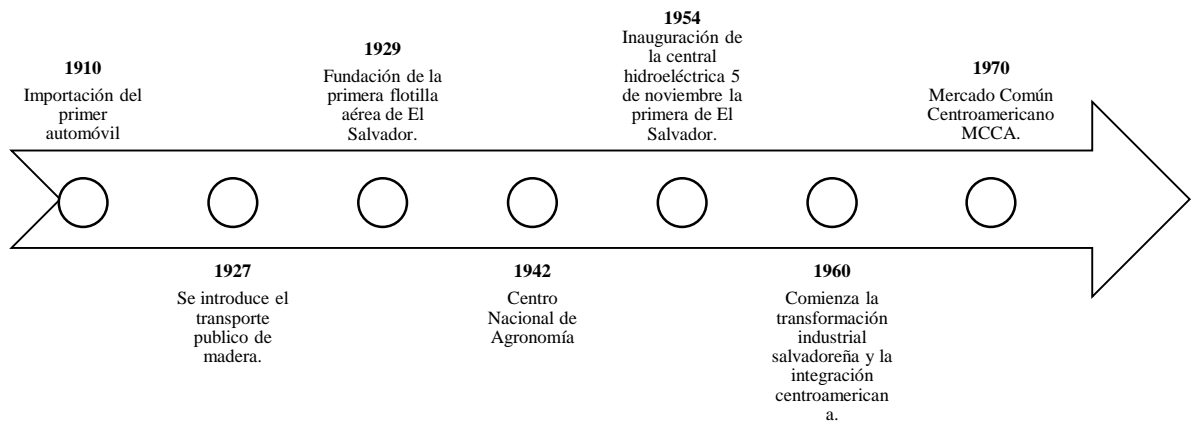 1910
Importación del
primer
automóvil
1927
Se introduce el
transporte
publico de
madera.
1929
Fundación de la
primera flotilla
aérea de El
Salvador.
1942
Centro
Nacional de
Agronomía
1954
Inauguración de
la central
hidroeléctrica 5
de noviembre la
primera de El
Salvador.
1960
Comienza la
transformación
industrial
salvadoreña y la
integración
centroamerican
a.
1970
Mercado Común
Centroamericano
MCCA.